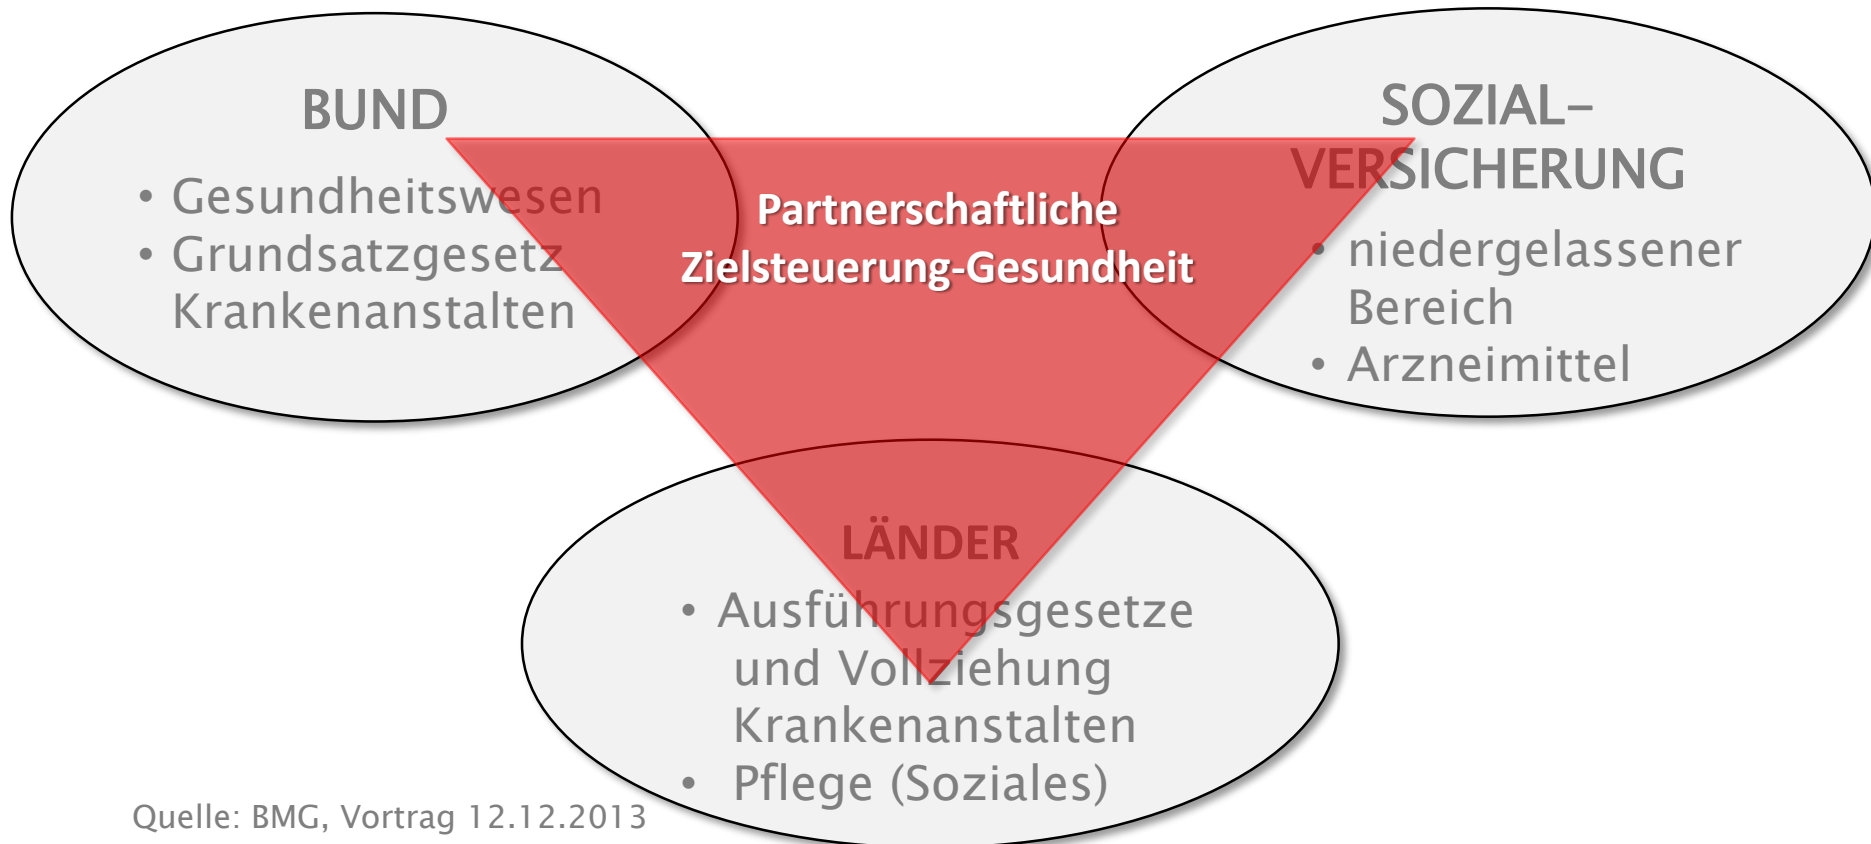 BUND
• Gesundheitswesen
• Grundsatzgesetz
Krankenanstalten
Partnerschaftliche
Zielsteuerung-Gesundheit
SOZIAL–
VERSICHERUNG
• niedergelassener
Bereich
• Arzneimittel
LÄNDER
• Ausführungsgesetze
und Vollziehung
Krankenanstalten
• Pflege (Soziales)
Quelle: BMG, Vortrag 12.12.2013